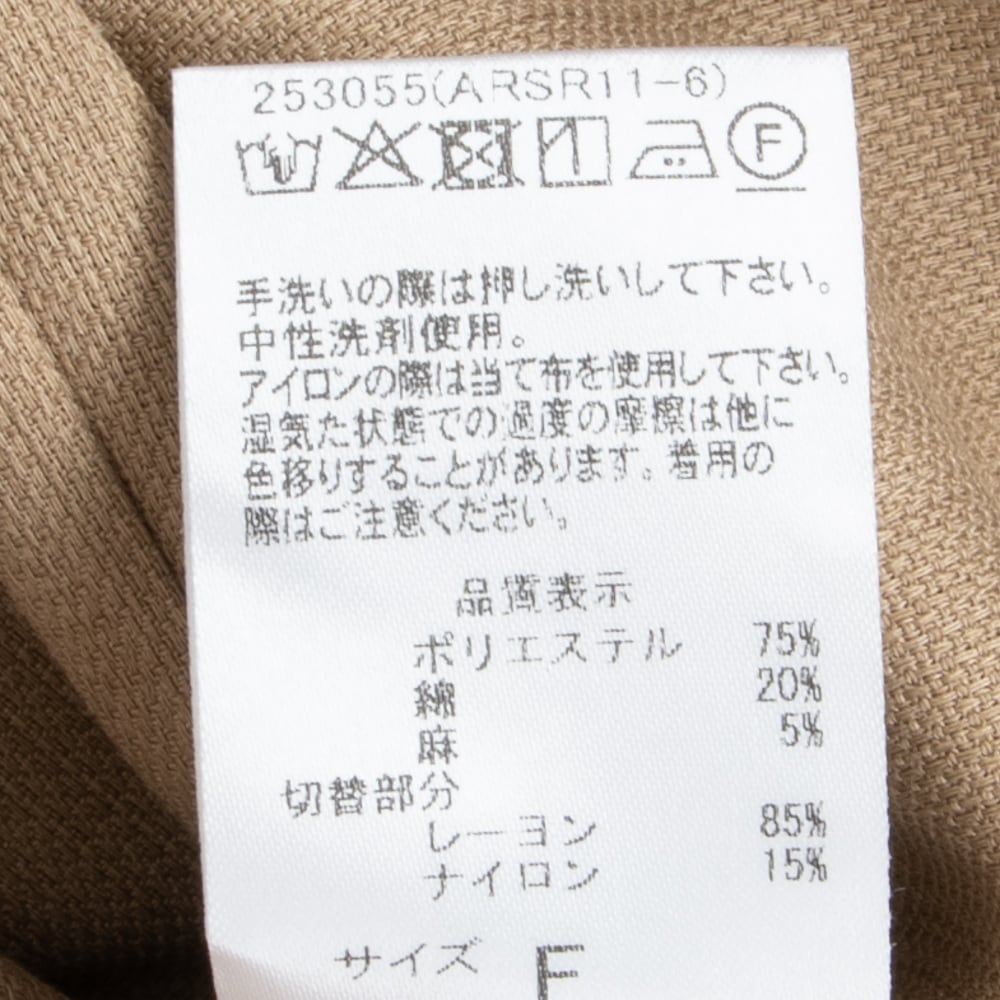 253055(ARSR11-6)
F
手洗いの際は押し洗いして下さい。
中性洗剤使用。
アイロンの際は当て布を使用して下さい。
湿気た状態での過度の摩擦は他に
色移りすることがあります。着用の
際はご注意ください。
品質表示
ポリエステル 75%
綿 20%
麻 5%
切替部分
レーヨン 85%
ナイロン 15%
サイズ F